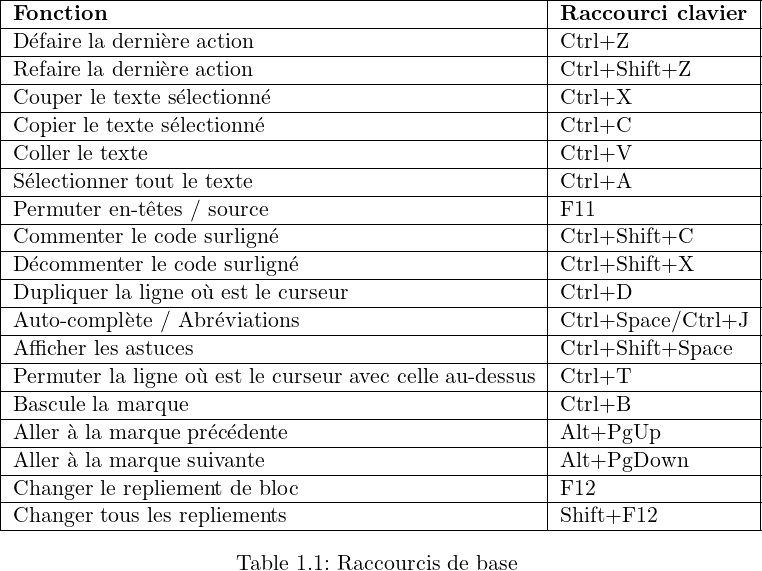 Fonction Raccourci clavier
Défaire la dernière action Ctrl+Z
Refaire la dernière action Ctrl+Shift+Z
Couper le texte sélectionné Ctrl+X
Copier le texte sélectionné Ctrl+C
Coller le texte Ctrl+V
Sélectionner tout le texte Ctrl+A
Permuter en-têtes / source F11
Commenter le code surligné Ctrl+Shift+C
Décommenter le code surligné Ctrl+Shift+X
Dupliquer la ligne où est le curseur Ctrl+D
Auto-complète / Abréviations Ctrl+Space/Ctrl+J
Afficher les astuces Ctrl+Shift+Space
Permuter la ligne où est le curseur avec celle au-dessus Ctrl+T
Bascule la marque Ctrl+B
Aller à la marque précédente Alt+PgUp
Aller à la marque suivante Alt+PgDown
Changer le repliement de bloc F12
Changer tous les repliements Shift+F12
Table 1.1: Raccourcis de base